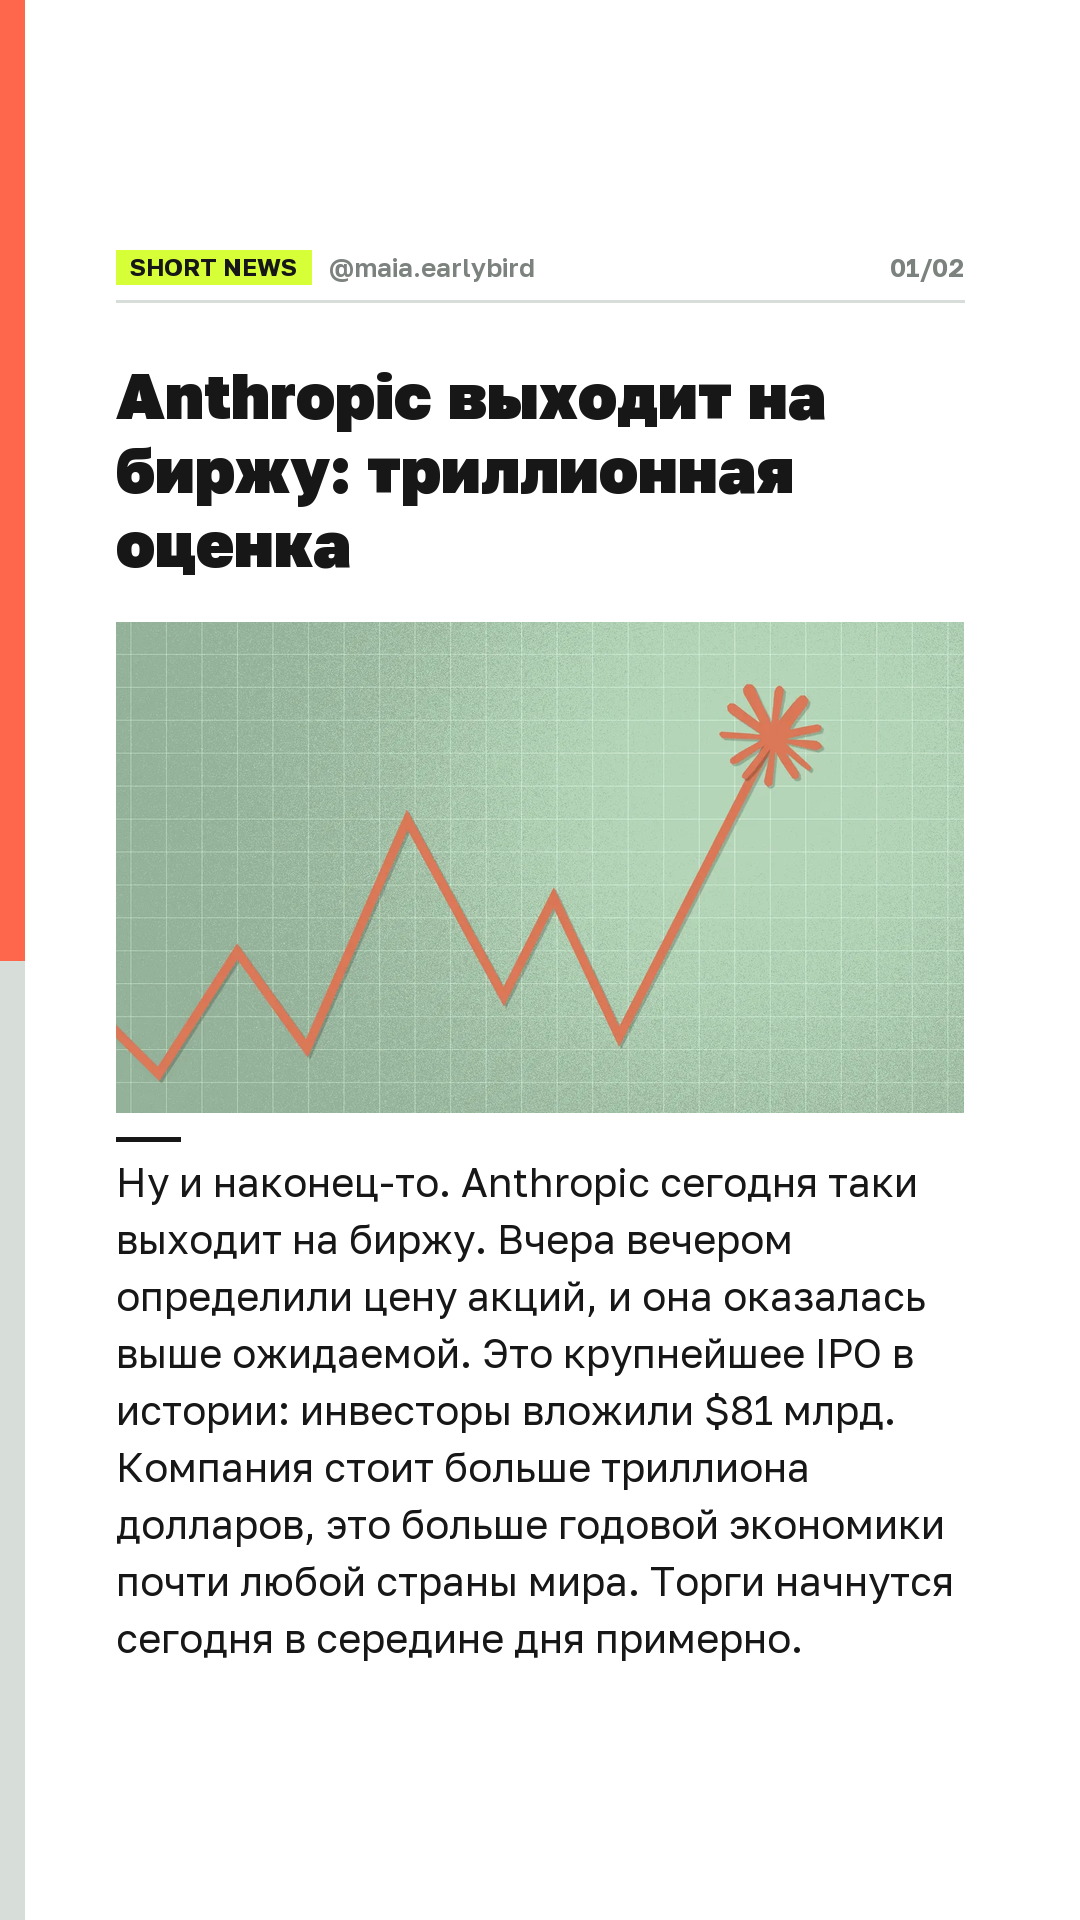 SHORT NEWS @maia.earlybird 01/02
Anthropic выходит на
биржу: триллионная
оценка
Ну и наконец-то. Anthropic сегодня таки
выходит на биржу. Вчера вечером
определили цену акций, и она оказалась
выше ожидаемой. Это крупнейшее IPO в
истории: инвесторы вложили $81 млрд.
Компания стоит больше триллиона
долларов, это больше годовой экономики
почти любой страны мира. Торги начнутся
сегодня в середине дня примерно.